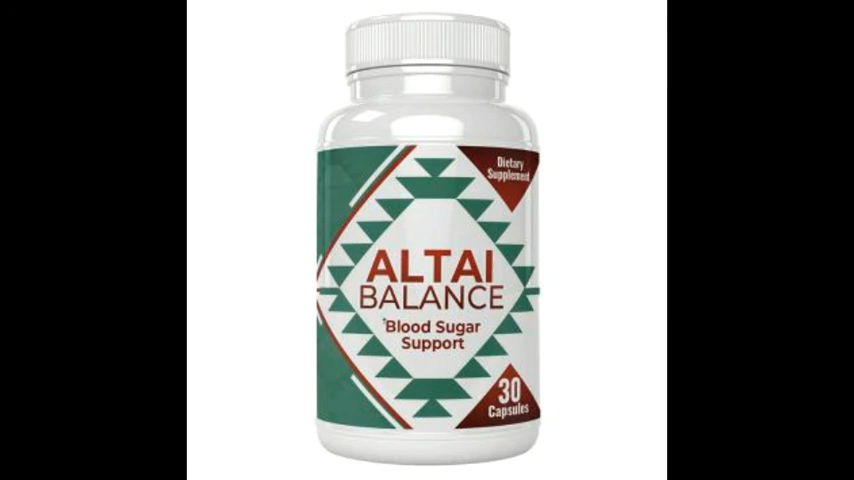 Dietary
Supplement
ALTAI
BALANCE
*Blood Sugar
Support
30
Capsules